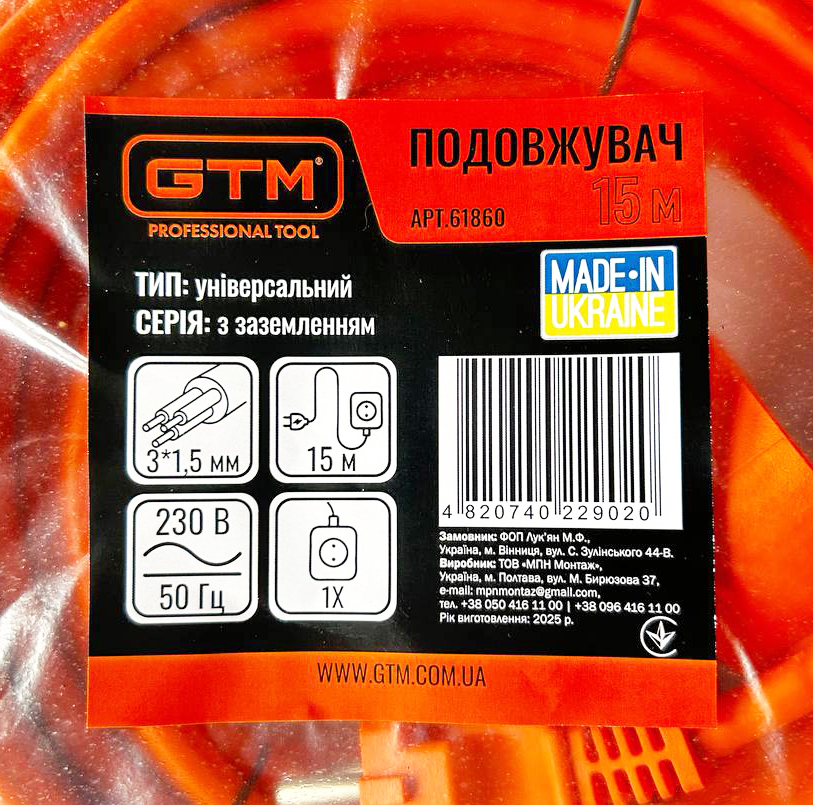 GTM®
PROFESSIONAL TOOL
ПОДОВЖУВАЧ
15 м
АРТ.61860
ТИП: універсальний
СЕРІЯ: з заземленням
MADE•IN
UKRAINE
3*1,5 мм
15 м
230 В
50 Гц
1X
4 820740 229020
Замовник: ФОП Лук'ян М.Ф.,
Україна, м. Вінниця, вул. С. Зулінського 44-В.
Виробник: ТОВ «МПН Монтаж»,
Україна, м. Полтава, вул. М. Бирюзова 37,
e-mail: mpnmontaz@gmail.com,
тел. +38 050 416 11 00 | +38 096 416 11 00
Рік виготовлення: 2025 р.
WWW.GTM.COM.UA